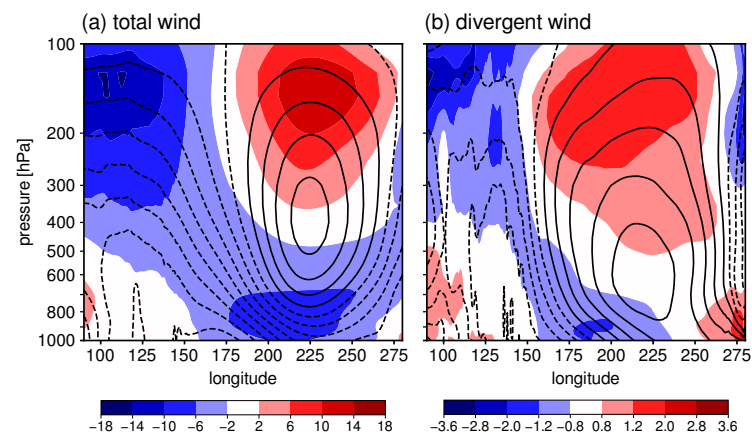 (a) total wind
(b) divergent wind
pressure [hPa]
100
200
300
400
500
600
800
1000
100 125 150 175 200 225 250 275
longitude
100 125 150 175 200 225 250 275
longitude
−18 −14 −10 −6 −2 2 6 10 14 18
−3.6 −2.8 −2.0 −1.6 −0.8 0.8 1.2 2.0 2.8 3.6